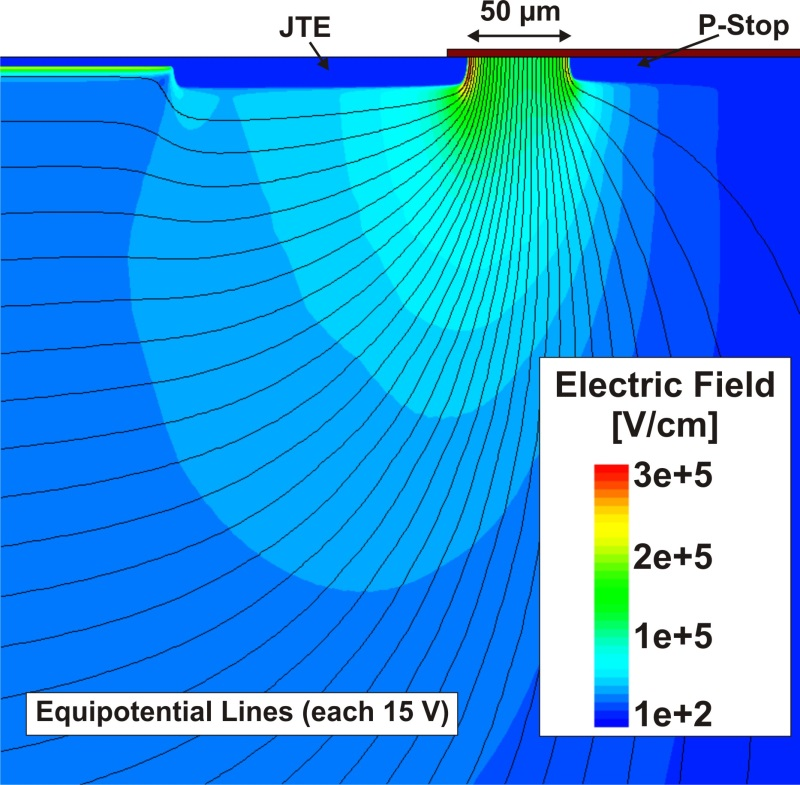 50 µm
JTE
P-Stop
Electric Field
[V/cm]
3e+5
2e+5
1e+5
1e+2
Equipotential Lines (each 15 V)